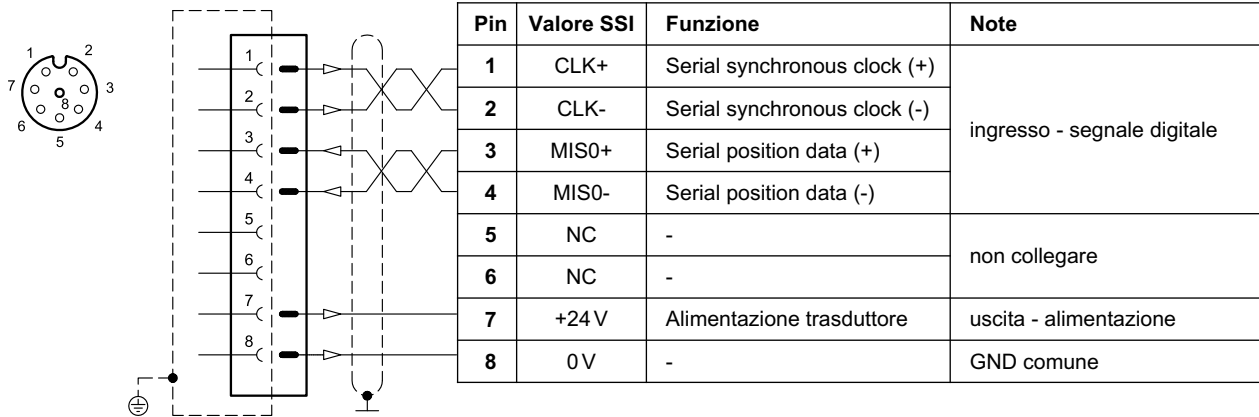 1 2
7 8 3
6 5 4
1
2
3
4
5
6
7
8
Pin Valore SSI Funzione Note
1 CLK+ Serial synchronous clock (+) ingresso - segnale digitale
2 CLK- Serial synchronous clock (-)
3 MIS0+ Serial position data (+)
4 MIS0- Serial position data (-)
5 NC - non collegare
6 NC -
7 +24 V Alimentazione trasduttore uscita - alimentazione
8 0 V - GND comune